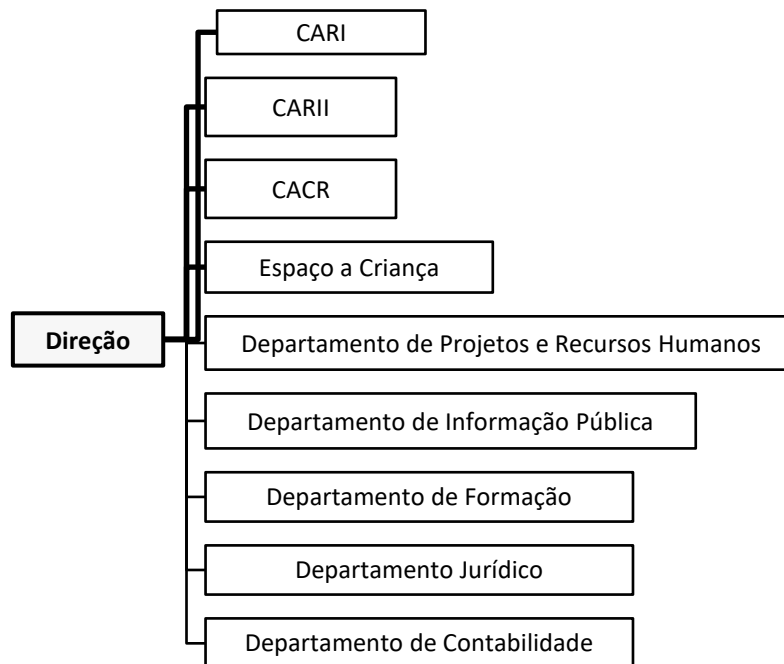 CARI
CARII
CACR
Espaço a Criança
Direção
Departamento de Projetos e Recursos Humanos
Departamento de Informação Pública
Departamento de Formação
Departamento Jurídico
Departamento de Contabilidade